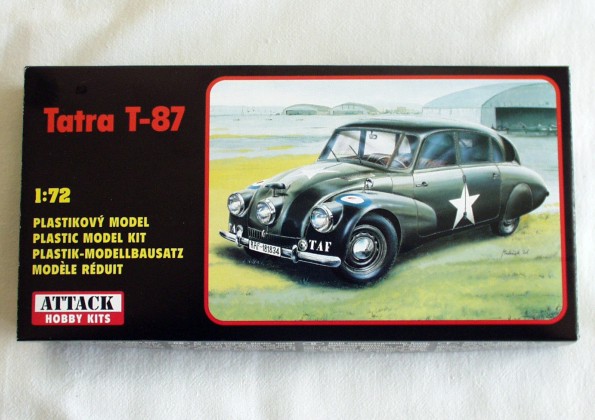 Tatra T-87
1:72
PLASTIKOVÝ MODEL
PLASTIC MODEL KIT
PLASTIK-MODELLBAUSATZ
MODÈLE RÉDUIT
ATTACK
HOBBY KITS
TAF